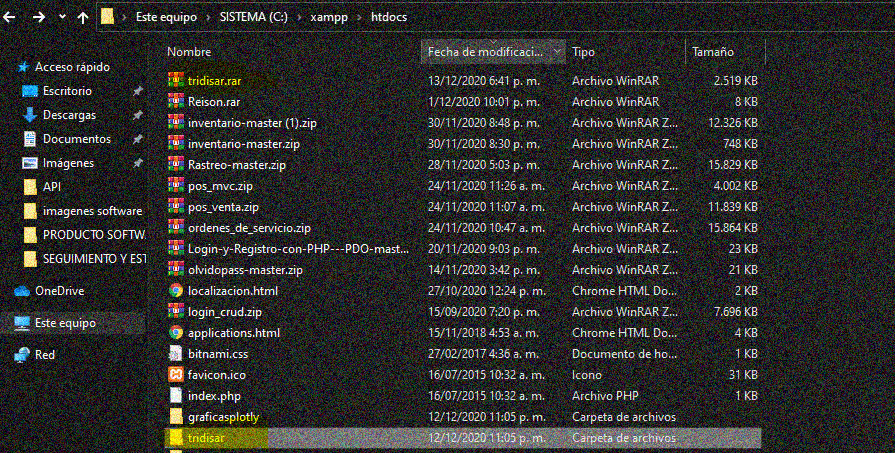 Este equipo > SISTEMA (C:) > xampp > htdocs
Nombre Fecha de modificaci... Tipo Tamaño
Acceso rápido
Escritorio
Descargas
Documentos
Imágenes
API
imagenes software
PRODUCTO SOFTW
SEGUIMIENTO Y EST
OneDrive
Este equipo
Red
tridisar.rar 13/12/2020 6:41 p. m. Archivo WinRAR 2.519 KB
Reison.rar 1/12/2020 10:01 p. m. Archivo WinRAR 8 KB
inventario-master (1).zip 30/11/2020 8:48 p. m. Archivo WinRAR Z... 12.326 KB
inventario-master.zip 30/11/2020 8:30 p. m. Archivo WinRAR Z... 748 KB
Rastreo-master.zip 28/11/2020 5:03 p. m. Archivo WinRAR Z... 15.829 KB
pos_mvc.zip 24/11/2020 11:26 a. m. Archivo WinRAR Z... 4.002 KB
pos_venta.zip 24/11/2020 11:07 a. m. Archivo WinRAR Z... 11.839 KB
ordenes_de_servicio.zip 24/11/2020 10:47 a. m. Archivo WinRAR Z... 15.864 KB
Login-y-Registro-con-PHP---PDO-mast... 20/11/2020 9:03 p. m. Archivo WinRAR Z... 23 KB
olvidopass-master.zip 14/11/2020 3:42 p. m. Archivo WinRAR Z... 21 KB
localizacion.html 27/10/2020 12:24 p. m. Chrome HTML Do... 2 KB
login_crud.zip 15/09/2020 7:20 p. m. Archivo WinRAR Z... 7.696 KB
applications.html 15/11/2018 4:53 a. m. Chrome HTML Do... 4 KB
bitnami.css 27/02/2017 4:36 a. m. Documento de ho... 1 KB
favicon.ico 16/07/2015 10:32 a. m. Icono 31 KB
index.php 16/07/2015 10:32 a. m. Archivo PHP 1 KB
graficasplotly 12/12/2020 11:05 p. m. Carpeta de archivos
tridisar 12/12/2020 11:05 p. m. Carpeta de archivos